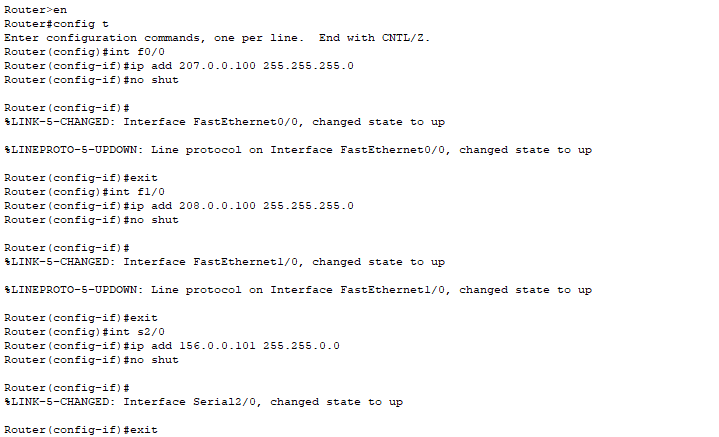 Router>en
Router#config t
Enter configuration commands, one per line.  End with CNTL/Z.
Router(config)#int f0/0
Router(config-if)#ip add 207.0.0.100 255.255.255.0
Router(config-if)#no shut
Router(config-if)#
%LINK-5-CHANGED: Interface FastEthernet0/0, changed state to up
%LINEPROTO-5-UPDOWN: Line protocol on Interface FastEthernet0/0, changed state to up
Router(config-if)#exit
Router(config)#int f1/0
Router(config-if)#ip add 208.0.0.100 255.255.255.0
Router(config-if)#no shut
Router(config-if)#
%LINK-5-CHANGED: Interface FastEthernet1/0, changed state to up
%LINEPROTO-5-UPDOWN: Line protocol on Interface FastEthernet1/0, changed state to up
Router(config-if)#exit
Router(config)#int s2/0
Router(config-if)#ip add 156.0.0.101 255.255.0.0
Router(config-if)#no shut
Router(config-if)#
%LINK-5-CHANGED: Interface Serial2/0, changed state to up
Router(config-if)#exit